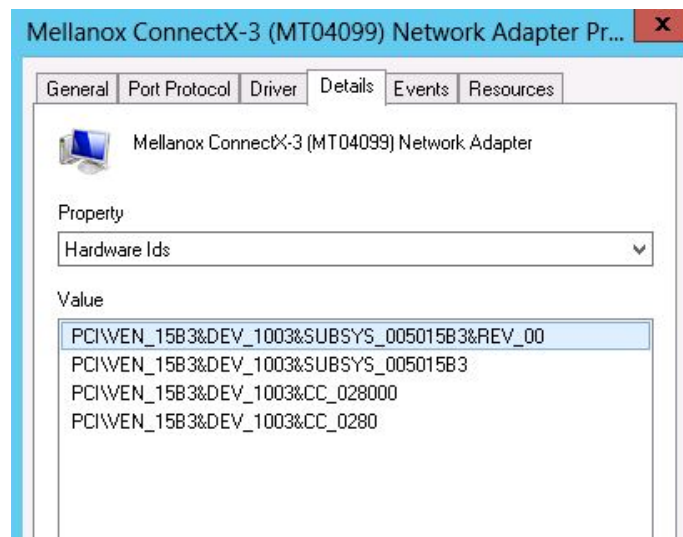 Mellanox ConnectX-3 (MT04099) Network Adapter Pr... x
General Port Protocol Driver Details Events Resources
Mellanox ConnectX-3 (MT04099) Network Adapter
Property
Hardware Ids
Value
PCI\VEN_15B3&DEV_1003&SUBSYS_005015B3&REV_00
PCI\VEN_15B3&DEV_1003&SUBSYS_005015B3
PCI\VEN_15B3&DEV_1003&CC_028000
PCI\VEN_15B3&DEV_1003&CC_0280